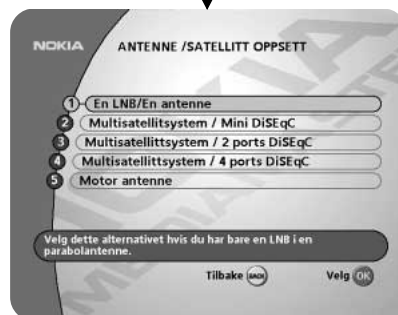 NOKIA
ANTENNE /SATELLITT OPPSETT
1 En LNB/En antenne
2 Multisatellitsystem / Mini DiSEqC
3 Multisatellittsystem / 2 ports DiSEqC
4 Multisatellittsystem / 4 ports DiSEqC
5 Motor antenne
Velg dette alternativet hvis du har bare en LNB i en
parabolantenne.
Tilbake BACK Velg OK